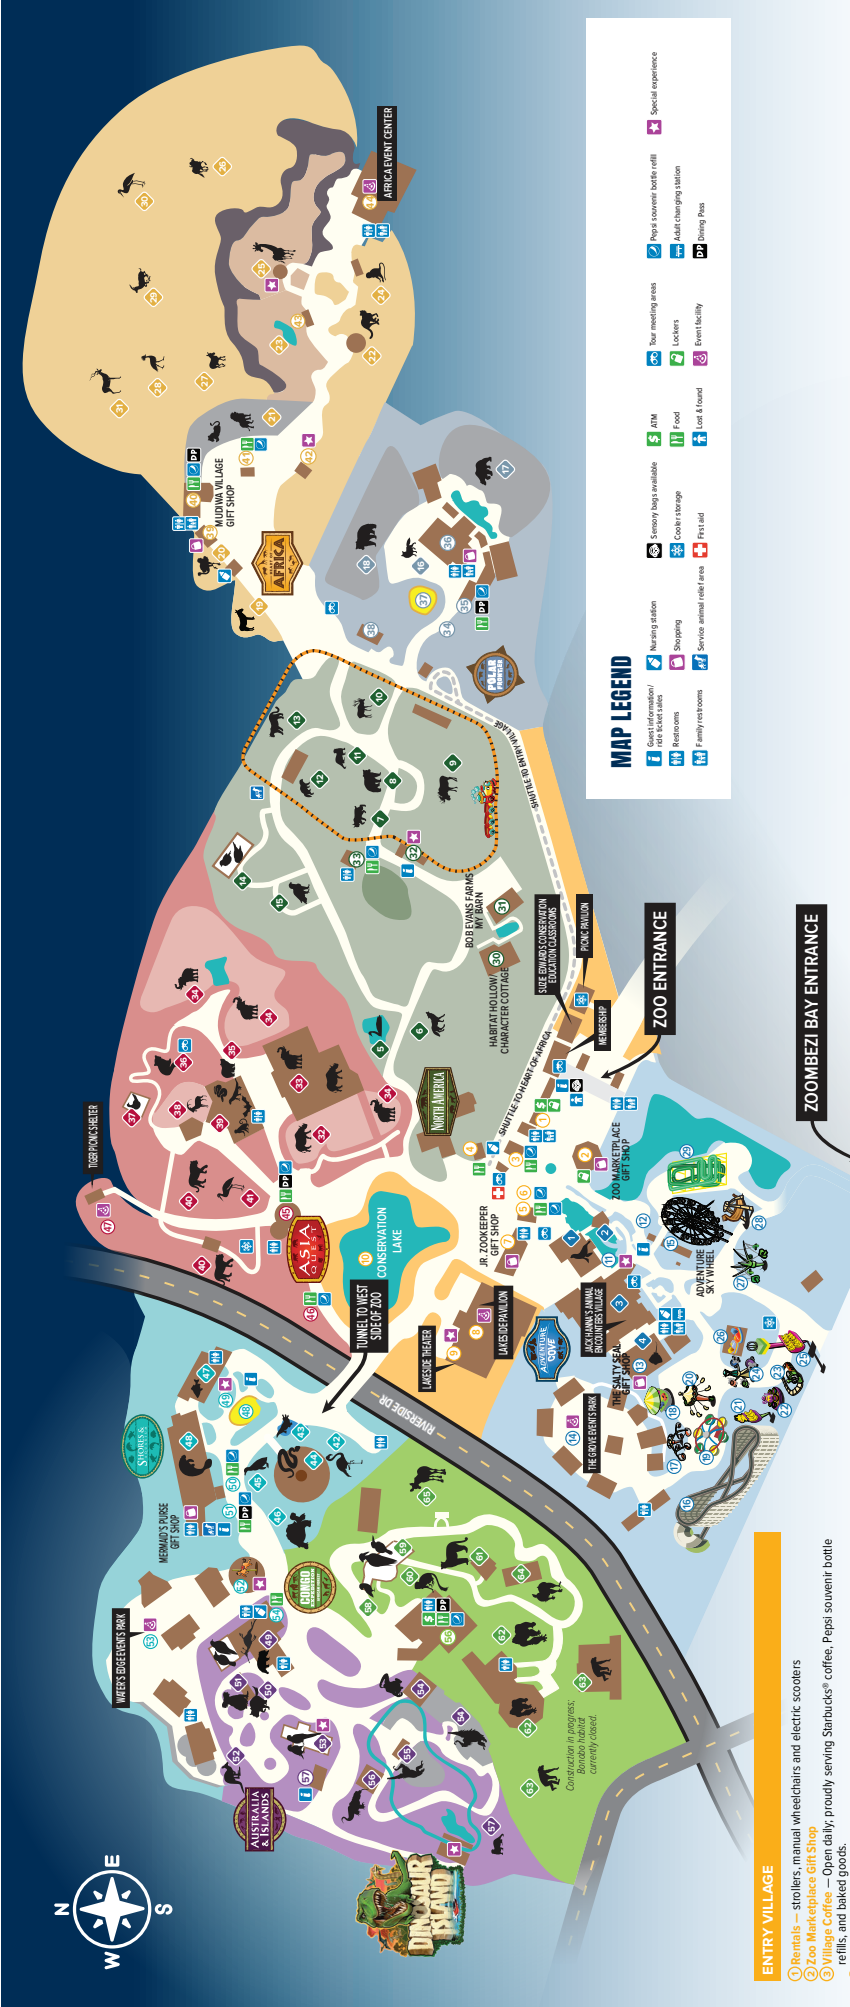 AFRICA EVENT CENTER
MUDIWA VILLAGE
GIFT SHOP
HEART OF
AFRICA
POLAR
FRONTIER
SHUTTLE TO ENTRY VILLAGE
BOB EVANS FARMS
MY BARN
HABITAT HOLLOW/
CHARACTER COTTAGE
SUZIE EDWARDS CONSERVATION
EDUCATION CLASSROOMS
PICNIC PAVILION
MEMBERSHIP
ZOO ENTRANCE
ZOOMBEZI BAY ENTRANCE
SHUTTLE TO HEART OF AFRICA
NORTH AMERICA
TIGER PICNIC SHELTER
ASIA
QUEST
CONSERVATION
LAKE
JR. ZOOKEEPER
GIFT SHOP
ZOO MARKETPLACE
GIFT SHOP
TUNNEL TO WEST
SIDE OF ZOO
LAKESIDE THEATER
LAKESIDE PAVILION
ADVENTURE
COVE
JACK HANNA'S ANIMAL
ENCOUNTERS VILLAGE
THE SALTY SEAL
GIFT SHOP
THE GROVE EVENTS PARK
ADVENTURE
SKY WHEEL
RIVERSIDE DR
SHORES &
MERMAID'S PURSE
GIFT SHOP
WATER'S EDGE EVENTS PARK
CONGO
EXPEDITION
AUSTRALIA
& ISLANDS
DINOSAUR
ISLAND
Construction in progress;
Bonobo habitat
currently closed.
N
E
S
W
MAP LEGEND
Guest information/
ride ticket sales
Restrooms
Family restrooms
Nursing station
Shopping
Service animal relief area
Sensory bags available
Cooler storage
First aid
ATM
Food
Lost & found
Tour meeting areas
Lockers
Event facility
Pepsi souvenir bottle refill
Adult changing station
DP Dining Pass
Special experience
ENTRY VILLAGE
1 Rentals — strollers, manual wheelchairs and electric scooters
2 Zoo Marketplace Gift Shop
3 Village Coffee — Open daily; proudly serving Starbucks® coffee, Pepsi souvenir bottle
refills, and baked goods.